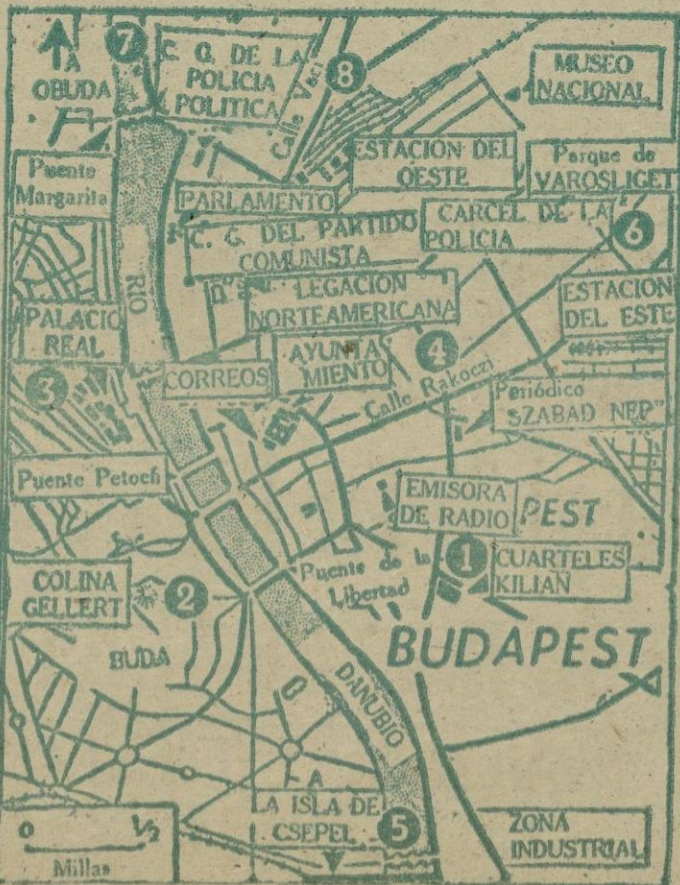 7
C. G. DE LA
POLICIA
POLITICA
A
OBUDA
8
Calle Vaci
MUSEO
NACIONAL
Puente
Margarita
ESTACION DEL
OESTE
Parque de
VAROSLIGET
PARLAMENTO
C. G. DEL PARTIDO
COMUNISTA
CARCEL DE LA
POLICIA
6
RIO
LEGACION
NORTEAMERICANA
ESTACION
DEL ESTE
PALACIO
REAL
CORREOS
AYUNTA
MIENTO
4
3
Calle Rakoczi
Periódico
"SZABAD NEP"
Puente Petoefi
EMISORA
DE RADIO
PEST
Puente de la
Libertad
1
CUARTELES
KILIAN
COLINA
GELLERT
2
BUDA
BUDAPEST
DANUBIO
A
LA ISLA DE
CSEPEL
5
ZONA
INDUSTRIAL
0 1/2
Millas